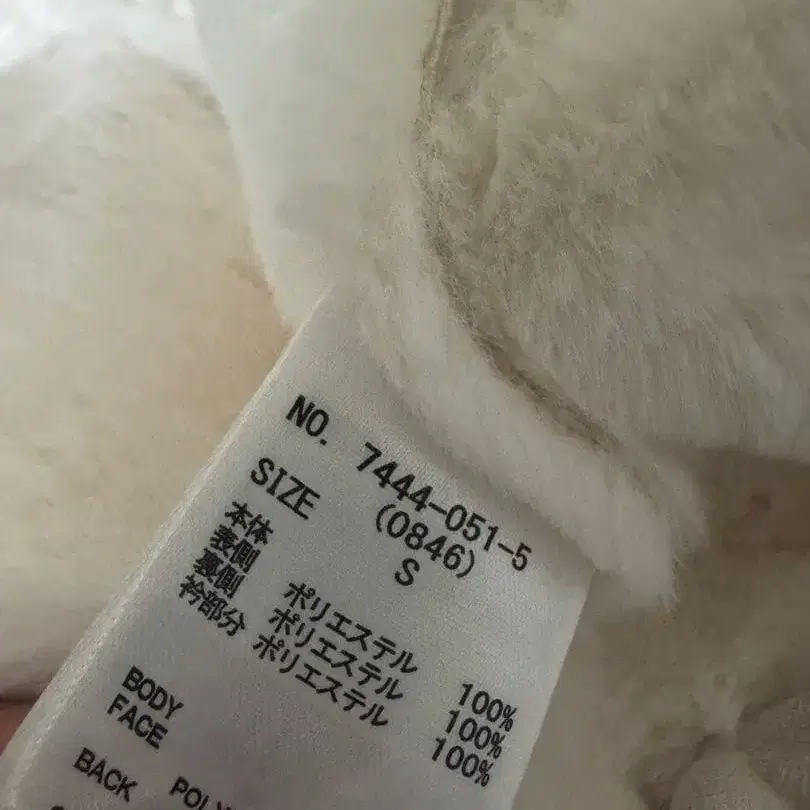 NO. 7444-051-5
(0846)
SIZE S
本体
表側 ポリエステル 100%
裏側 ポリエステル 100%
衿部分 ポリエステル 100%
BODY
FACE
BACK